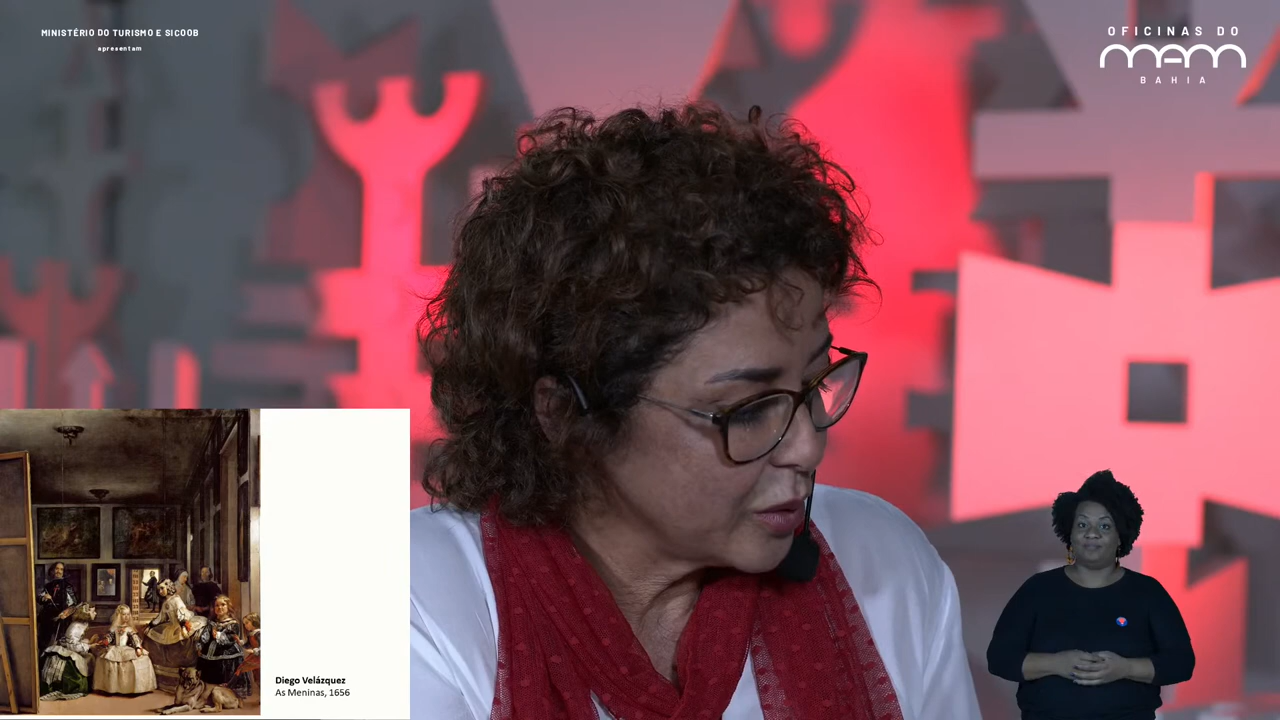 MINISTÉRIO DO TURISMO E SICOOB
apresentam
OFICINAS DO
MAM
BAHIA
Diego Velázquez
As Meninas, 1656